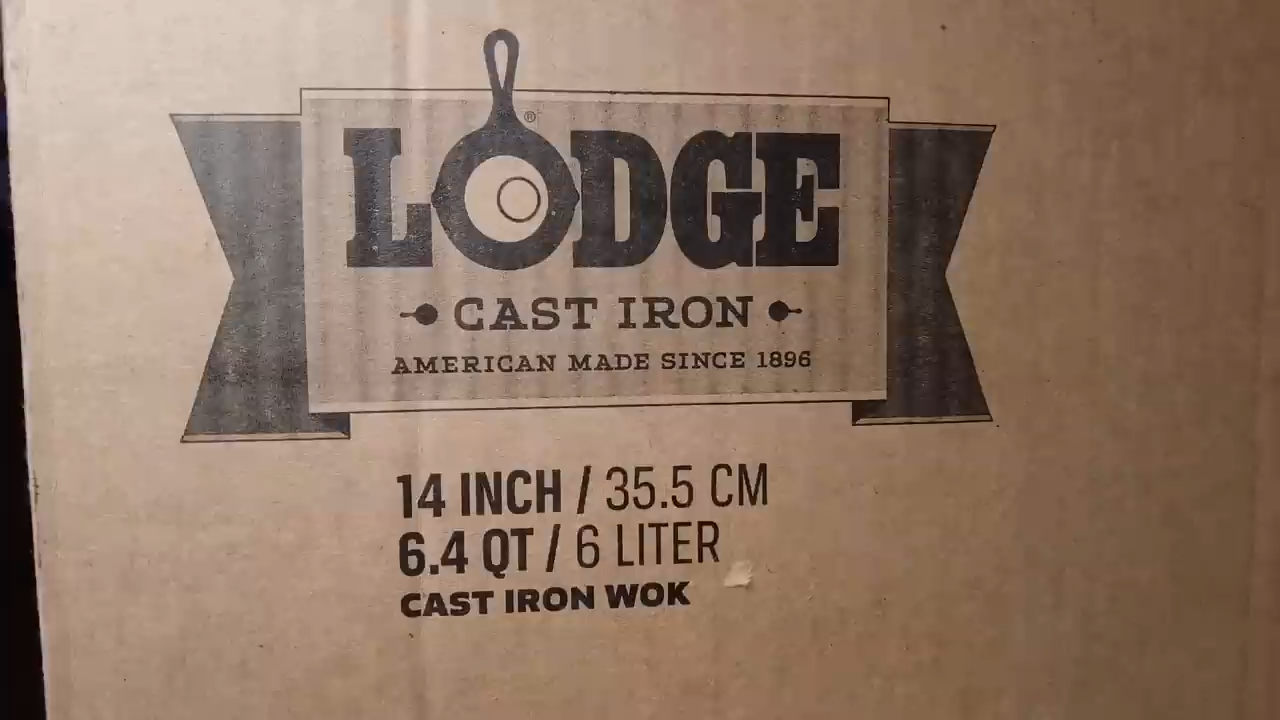 LODGE®
CAST IRON
AMERICAN MADE SINCE 1896
14 INCH / 35.5 CM
6.4 QT / 6 LITER
CAST IRON WOK